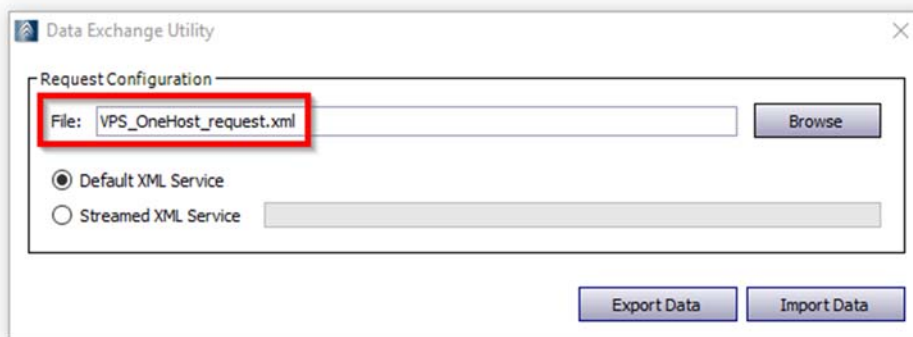 Data Exchange Utility
Request Configuration
File: VPS_OneHost_request.xml Browse
Default XML Service
Streamed XML Service
Export Data Import Data